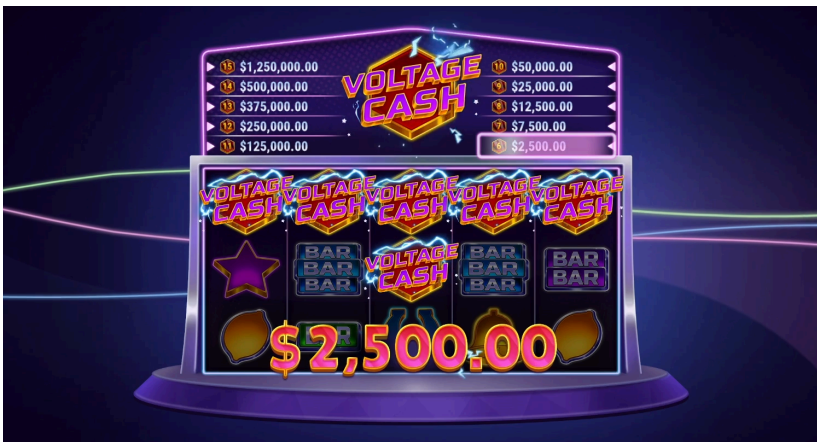 15 $1,250,000.00
14 $500,000.00
13 $375,000.00
12 $250,000.00
11 $125,000.00
VOLTAGE
CASH
10 $50,000.00
9 $25,000.00
8 $12,500.00
7 $7,500.00
6 $2,500.00
VOLTAGE VOLTAGE VOLTAGE VOLTAGE VOLTAGE
CASH CASH CASH CASH CASH
BAR VOLTAGE BAR
BAR CASH BAR BAR
BAR BAR BAR
BAR
$2,500.00